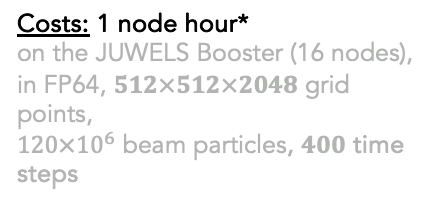 Costs: 1 node hour*
on the JUWELS Booster (16 nodes),
in FP64, 512×512×2048 grid
points,
120×10⁶ beam particles, 400 time
steps